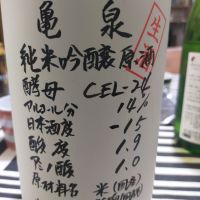 亀泉
生
純米吟醸原酒
酵母 CEL-24
アルコール分 14%
日本酒度 -15
酸度 1.9
アミノ酸 1.0
原材料名 米(国産)